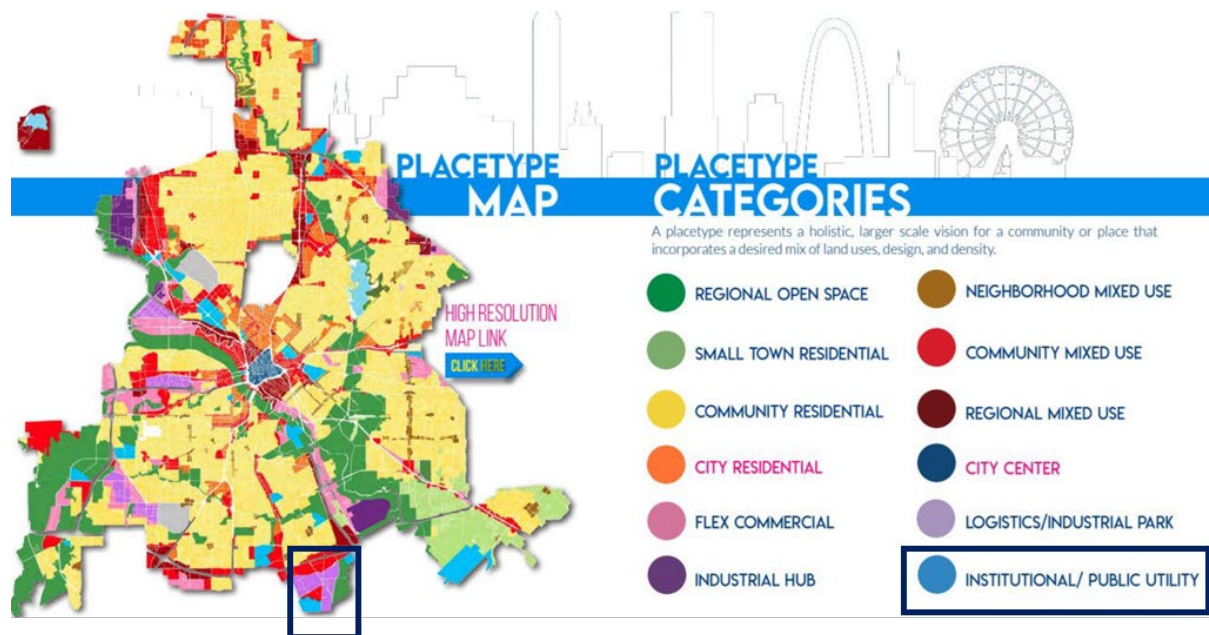 PLACETYPE
MAP
PLACETYPE
CATEGORIES
A placetype represents a holistic, larger scale vision for a community or place that
incorporates a desired mix of land uses, design, and density.
HIGH RESOLUTION
MAP LINK
CLICK HERE
REGIONAL OPEN SPACE
SMALL TOWN RESIDENTIAL
COMMUNITY RESIDENTIAL
CITY RESIDENTIAL
FLEX COMMERCIAL
INDUSTRIAL HUB
NEIGHBORHOOD MIXED USE
COMMUNITY MIXED USE
REGIONAL MIXED USE
CITY CENTER
LOGISTICS/INDUSTRIAL PARK
INSTITUTIONAL/ PUBLIC UTILITY